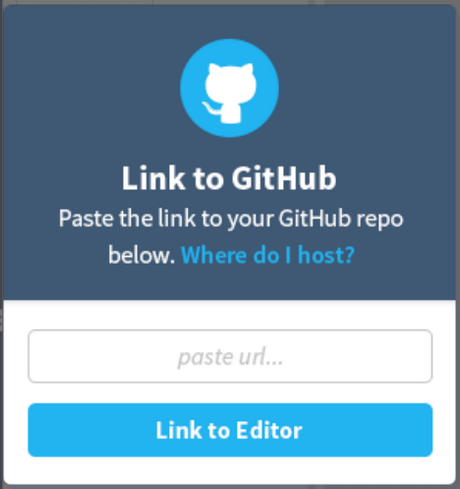 Link to GitHub
Paste the link to your GitHub repo
below. Where do I host?
paste url...
Link to Editor